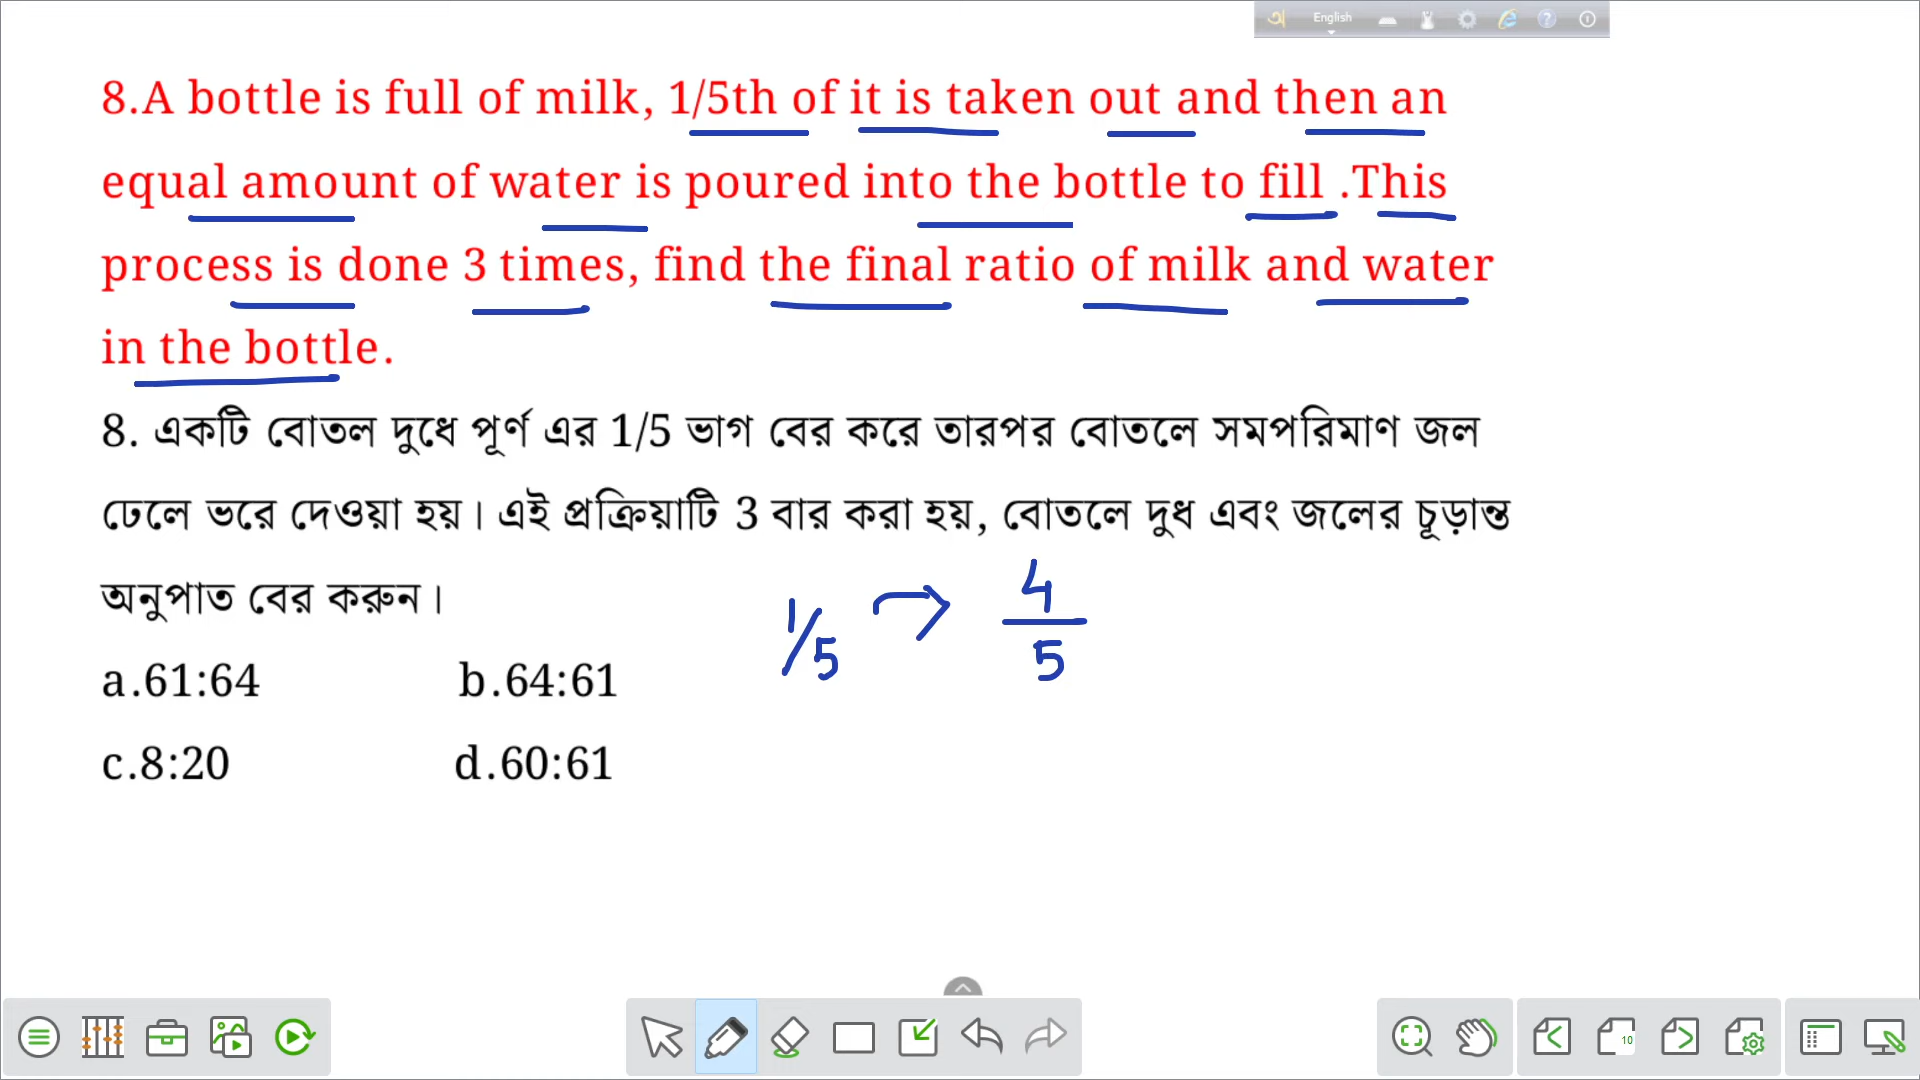 English
8.A bottle is full of milk, 1/5th of it is taken out and then an
equal amount of water is poured into the bottle to fill .This
process is done 3 times, find the final ratio of milk and water
in the bottle.
8. একটি বোতল দুধে পূর্ণ এর 1/5 ভাগ বের করে তারপর বোতলে সমপরিমাণ জল
ঢেলে ভরে দেওয়া হয়। এই প্রক্রিয়াটি 3 বার করা হয়, বোতলে দুধ এবং জলের চূড়ান্ত
অনুপাত বের করুন।
1/5 → 4/5
a.61:64 b.64:61
c.8:20 d.60:61
10